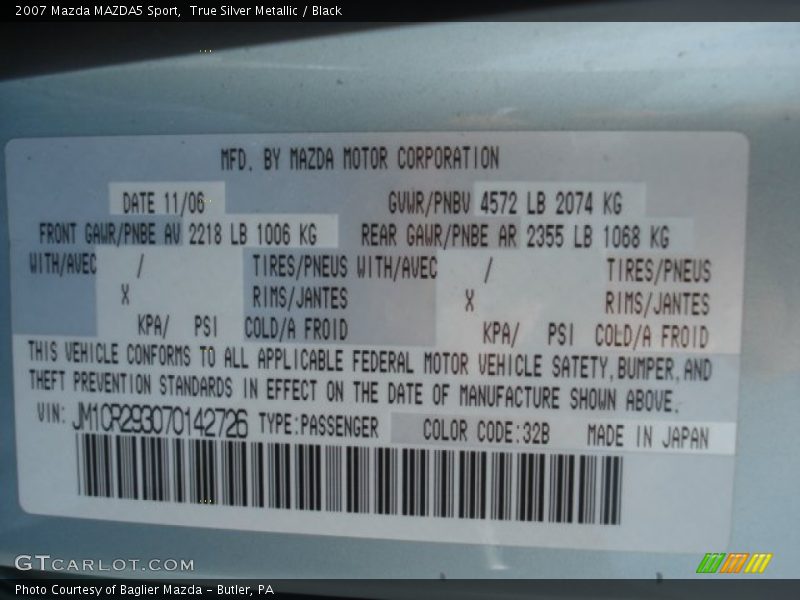 2007 Mazda MAZDA5 Sport, True Silver Metallic / Black
MFD. BY MAZDA MOTOR CORPORATION
DATE 11/06 GVWR/PNBV 4572 LB 2074 KG
FRONT GAWR/PNBE AV 2218 LB 1006 KG REAR GAWR/PNBE AR 2355 LB 1068 KG
WITH/AVEC / TIRES/PNEUS WITH/AVEC / TIRES/PNEUS
X RIMS/JANTES X RIMS/JANTES
KPA/ PSI COLD/A FROID KPA/ PSI COLD/A FROID
THIS VEHICLE CONFORMS TO ALL APPLICABLE FEDERAL MOTOR VEHICLE SATETY, BUMPER, AND
THEFT PREVENTION STANDARDS IN EFFECT ON THE DATE OF MANUFACTURE SHOWN ABOVE.
VIN: JM1CR293070142726 TYPE:PASSENGER COLOR CODE:32B MADE IN JAPAN
GTCARLOT.COM
Photo Courtesy of Baglier Mazda - Butler, PA